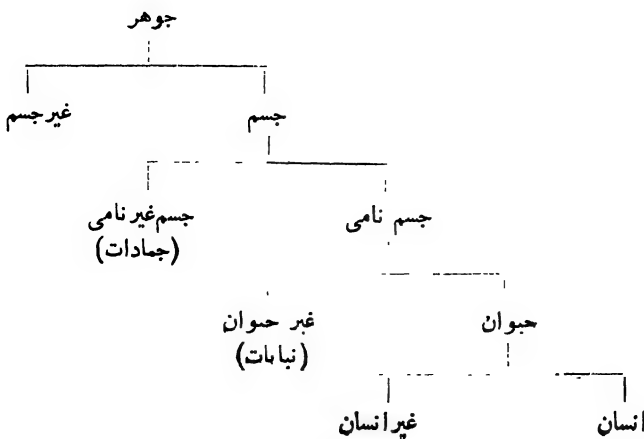 جوهر
جسم
غیرجسم
جسم نامی
جسم غیرنامی
(جمادات)
حیوان
غیر حیوان
(نباتات)
انسان
غیرانسان